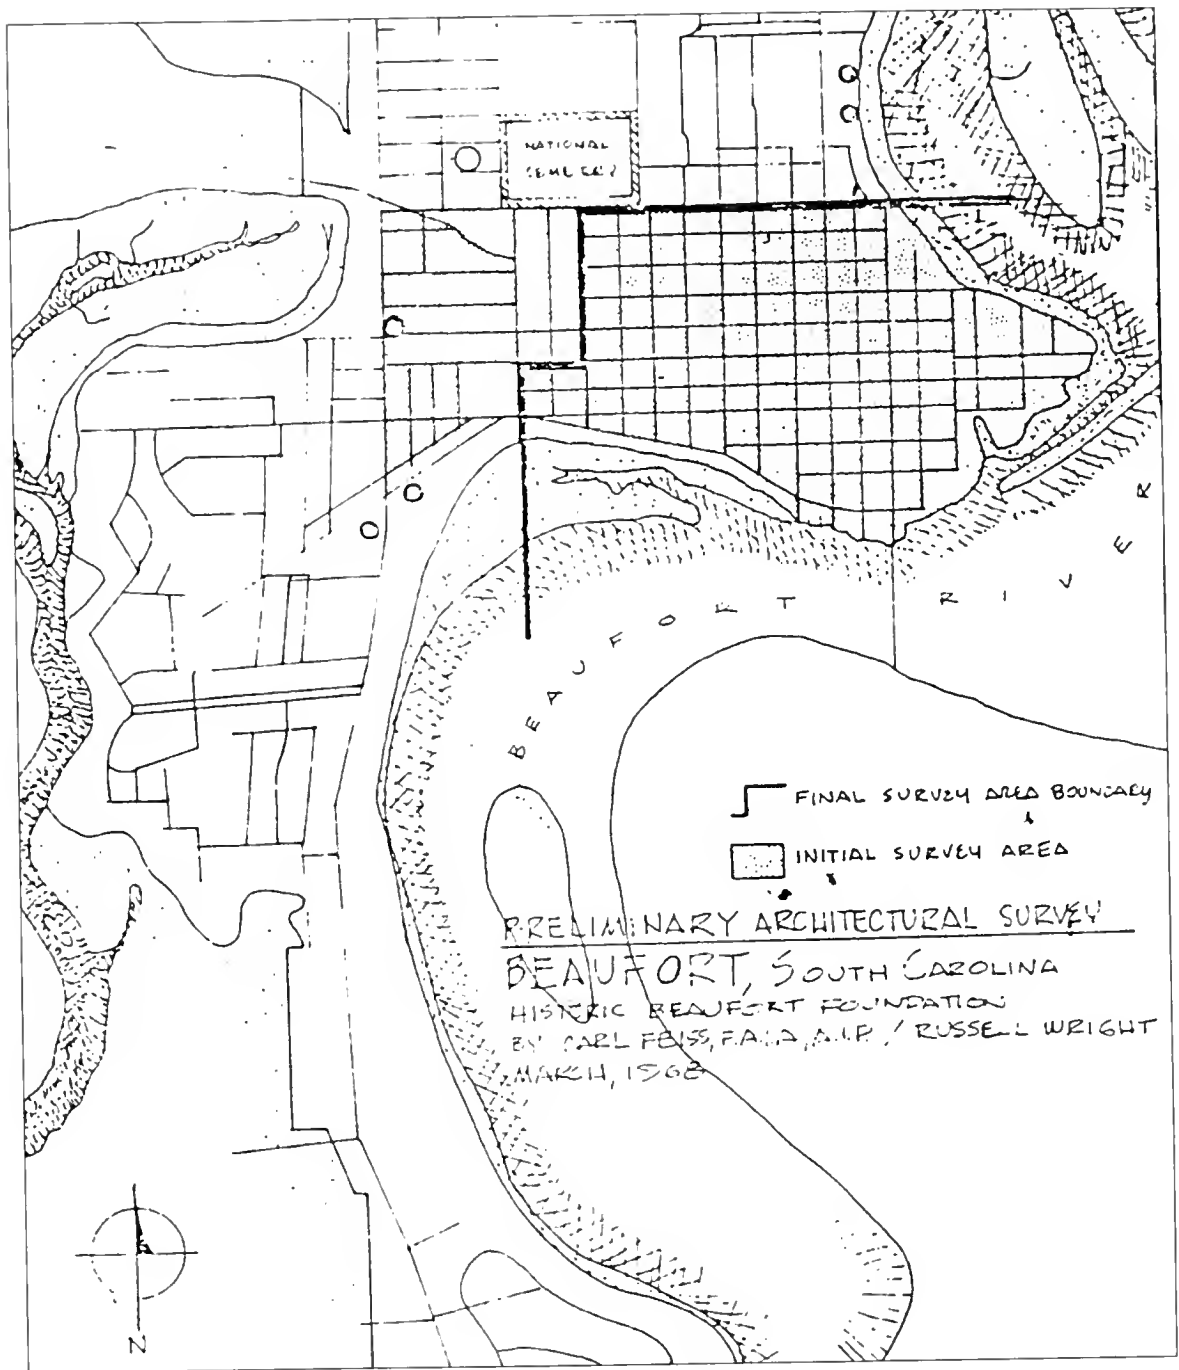 NATIONAL
CEMETERY
BEAUFORT RIVER
FINAL SURVEY AREA BOUNDARY
INITIAL SURVEY AREA
PRELIMINARY ARCHITECTURAL SURVEY
BEAUFORT, SOUTH CAROLINA
HISTORIC BEAUFORT FOUNDATION
BY CARL FEISS, F.A.I.A, A.I.P. / RUSSELL WRIGHT
MARCH, 1968
N